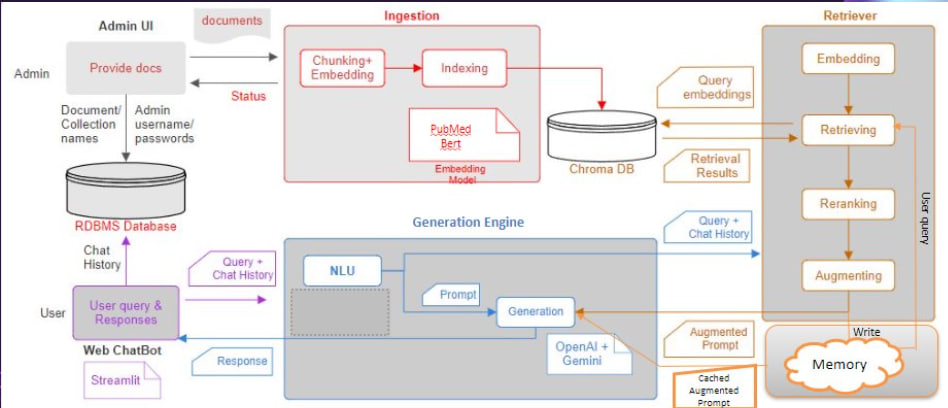 Admin UI
documents
Ingestion
Retriever
Admin
Provide docs
Chunking+
Embedding
Indexing
Embedding
Status
Query
embeddings
Document/
Collection
names
Admin
username/
passwords
PubMed
Bert
Embedding
Model
Chroma DB
Retrieving
Retrieval
Results
RDBMS Database
Generation Engine
Reranking
User query
Query +
Chat History
Chat
History
Query +
Chat History
NLU
Augmenting
Prompt
User
User query &
Responses
Generation
Augmented
Prompt
Write
Web ChatBot
Response
OpenAI +
Gemini
Memory
Streamlit
Cached
Augmented
Prompt